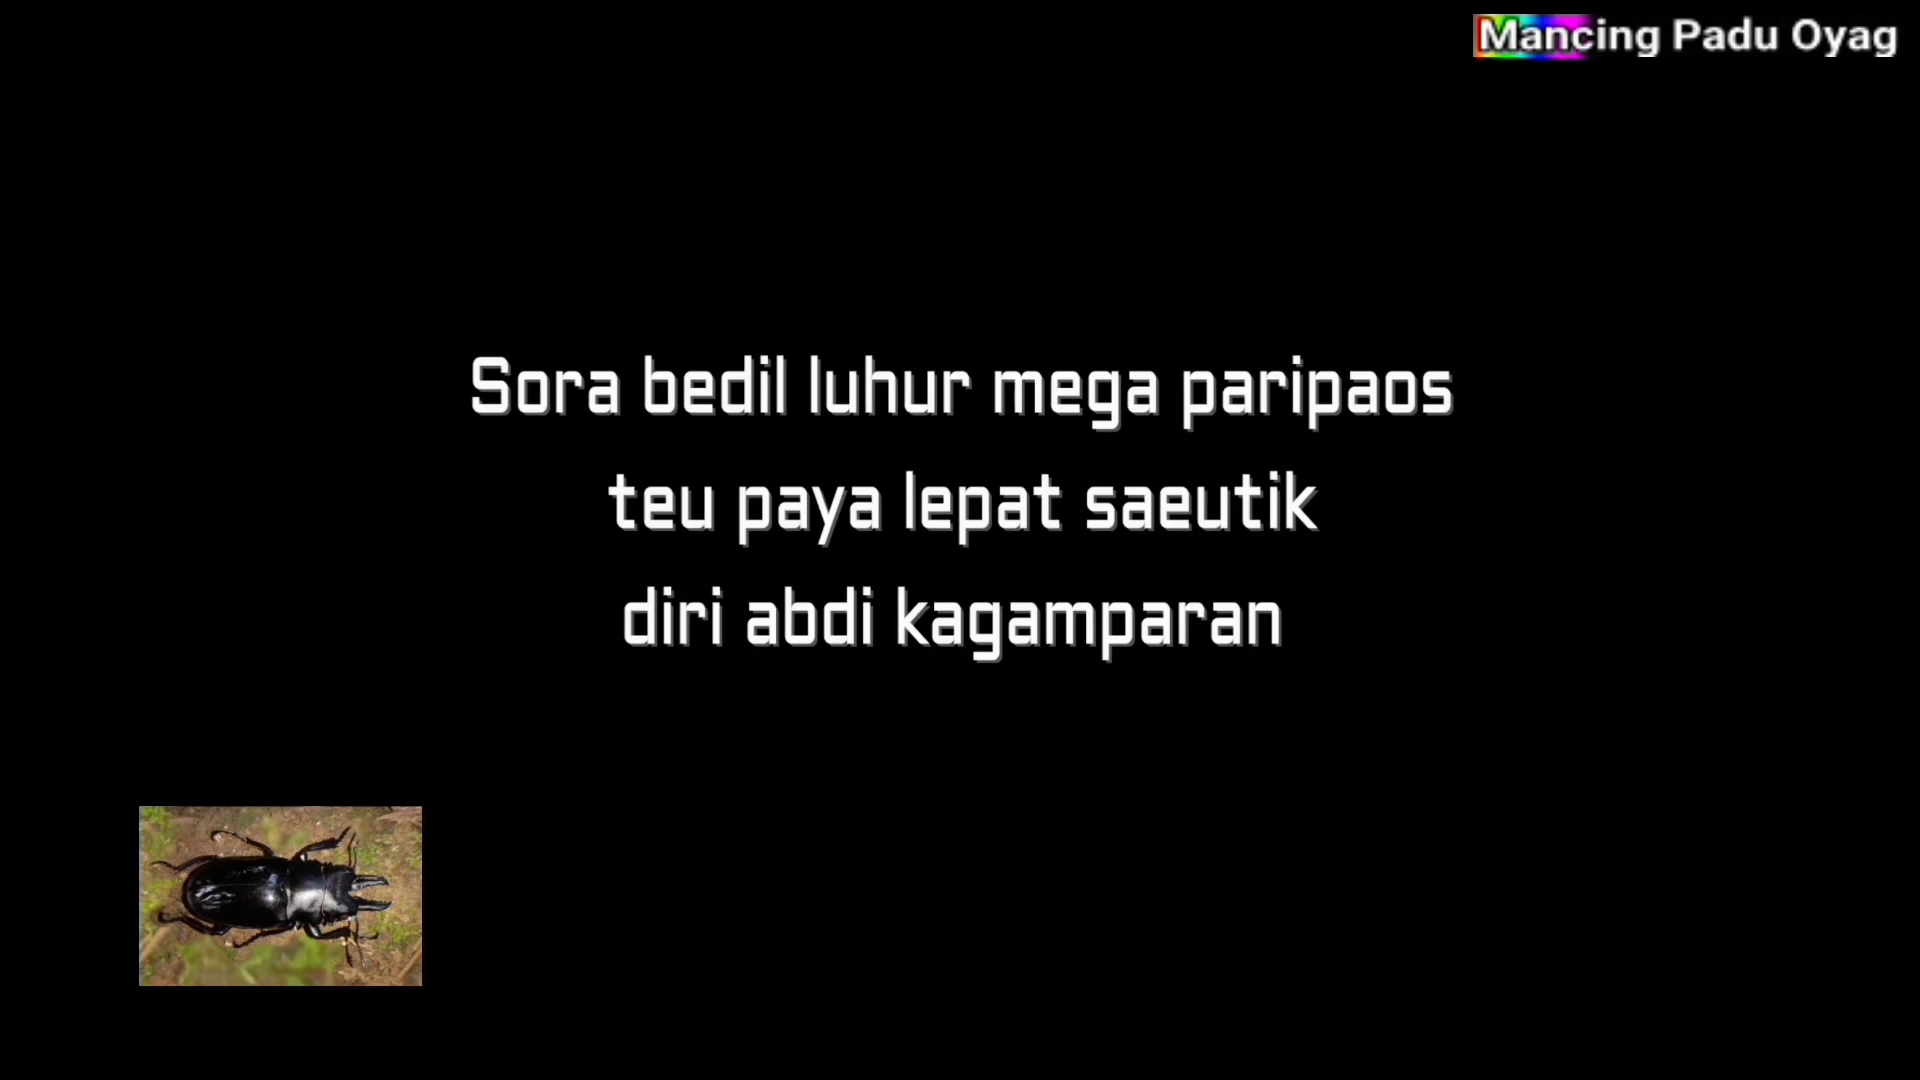 Mancing Padu Oyag
Sora bedil luhur mega paripaos
teu paya lepat saeutik
diri abdi kagamparan